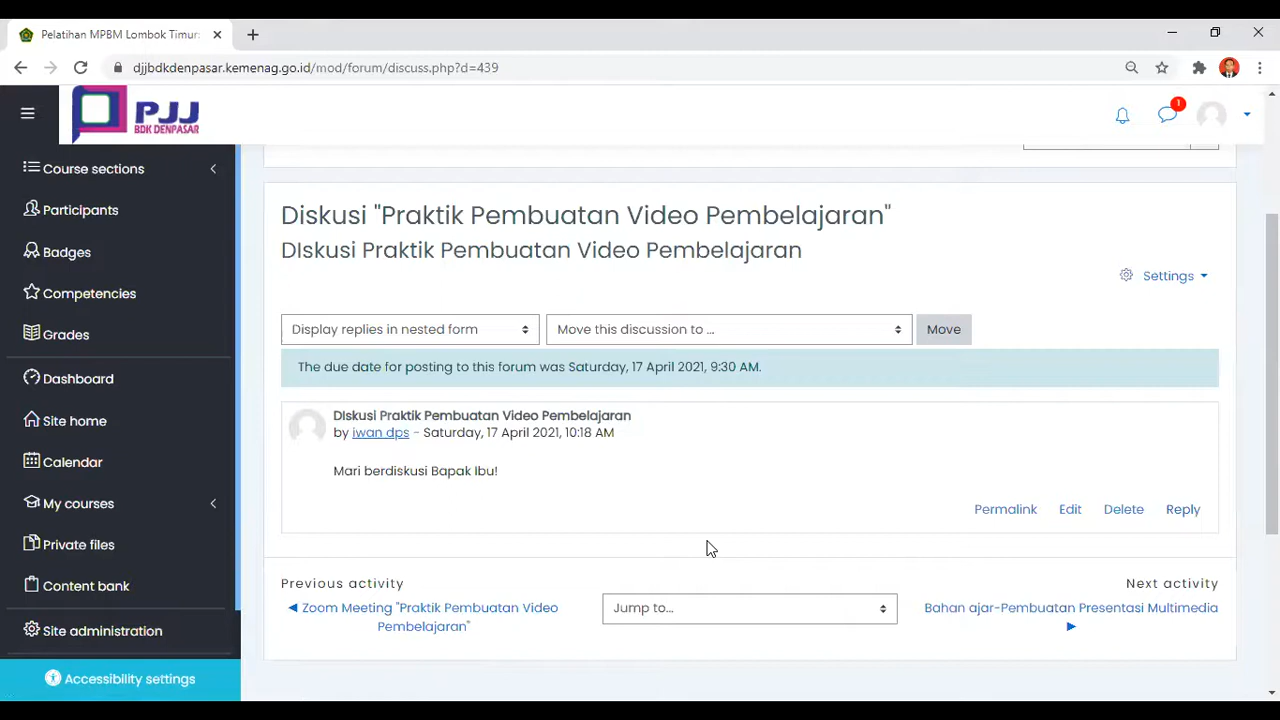 Pelatihan MPBM Lombok Timur:
djjbdkdenpasar.kemenag.go.id/mod/forum/discuss.php?d=439
PJJ
BDK DENPASAR
1
Course sections
Participants
Badges
Competencies
Grades
Dashboard
Site home
Calendar
My courses
Private files
Content bank
Site administration
Accessibility settings
Diskusi "Praktik Pembuatan Video Pembelajaran"
DIskusi Praktik Pembuatan Video Pembelajaran
Settings
Display replies in nested form
Move this discussion to ...
Move
The due date for posting to this forum was Saturday, 17 April 2021, 9:30 AM.
DIskusi Praktik Pembuatan Video Pembelajaran
by iwan dps - Saturday, 17 April 2021, 10:18 AM
Mari berdiskusi Bapak Ibu!
Permalink Edit Delete Reply
Previous activity
◀ Zoom Meeting "Praktik Pembuatan Video
Pembelajaran"
Jump to...
Next activity
Bahan ajar-Pembuatan Presentasi Multimedia
▶